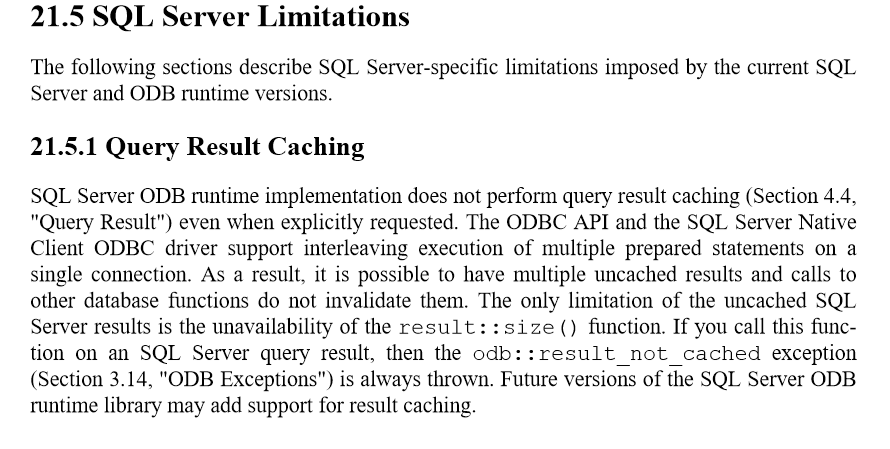 21.5 SQL Server Limitations
The following sections describe SQL Server-specific limitations imposed by the current SQL
Server and ODB runtime versions.
21.5.1 Query Result Caching
SQL Server ODB runtime implementation does not perform query result caching (Section 4.4,
"Query Result") even when explicitly requested. The ODBC API and the SQL Server Native
Client ODBC driver support interleaving execution of multiple prepared statements on a
single connection. As a result, it is possible to have multiple uncached results and calls to
other database functions do not invalidate them. The only limitation of the uncached SQL
Server results is the unavailability of the result::size() function. If you call this func-
tion on an SQL Server query result, then the odb::result_not_cached exception
(Section 3.14, "ODB Exceptions") is always thrown. Future versions of the SQL Server ODB
runtime library may add support for result caching.